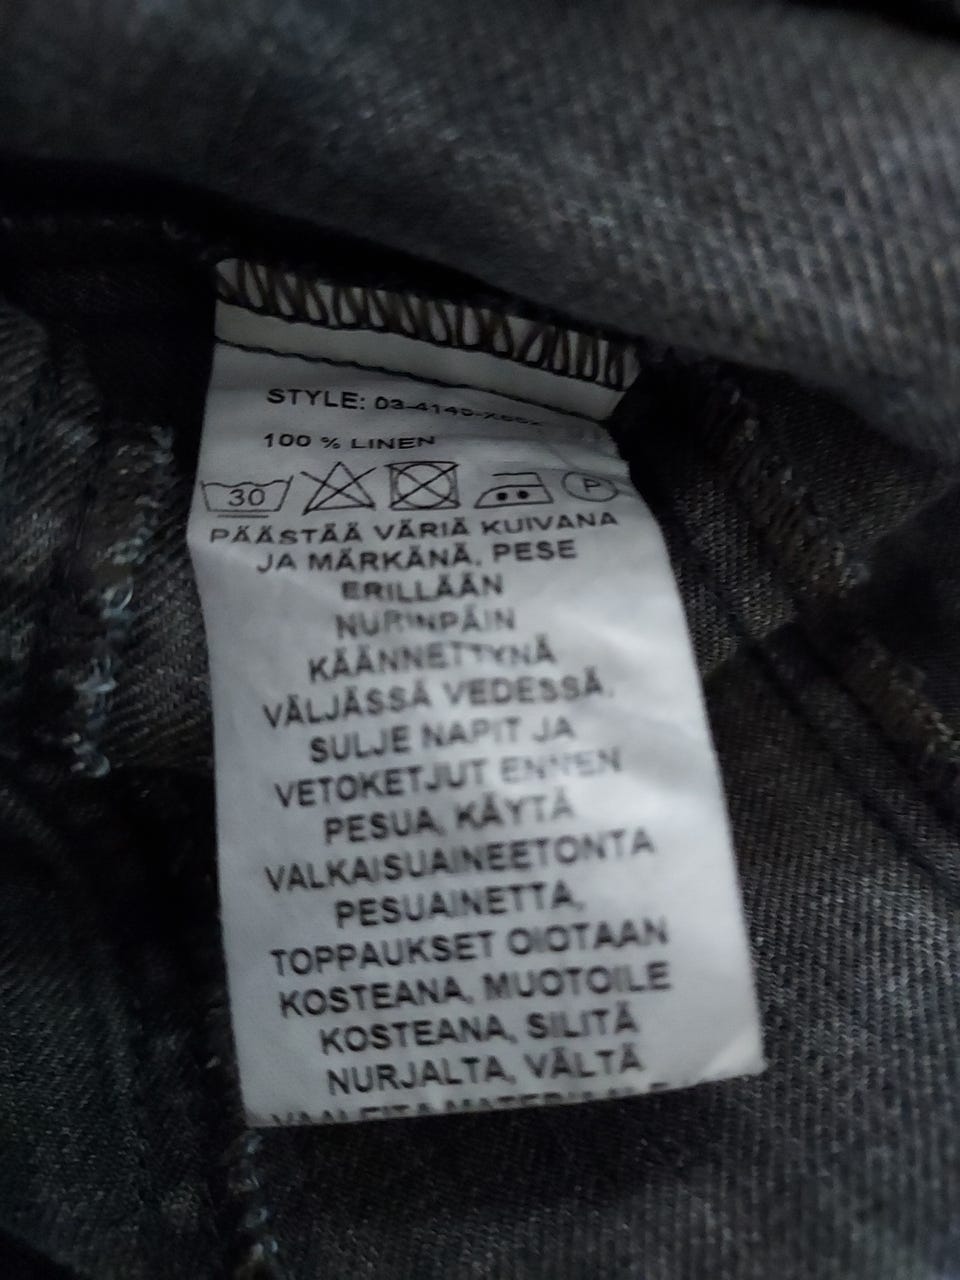 STYLE:
100 % LINEN
30 P
PÄÄSTÄÄ VÄRIÄ KUIVANA
JA MÄRKÄNÄ, PESE
ERILLÄÄN
NURINPÄIN
KÄÄNNETTYNÄ
VÄLJÄSSÄ VEDESSÄ,
SULJE NAPIT JA
VETOKETJUT ENNEN
PESUA, KÄYTÄ
VALKAISUAINEETONTA
PESUAINETTA,
TOPPAUKSET OIOTAAN
KOSTEANA, MUOTOILE
KOSTEANA, SILITÄ
NURJALTA, VÄLTÄ